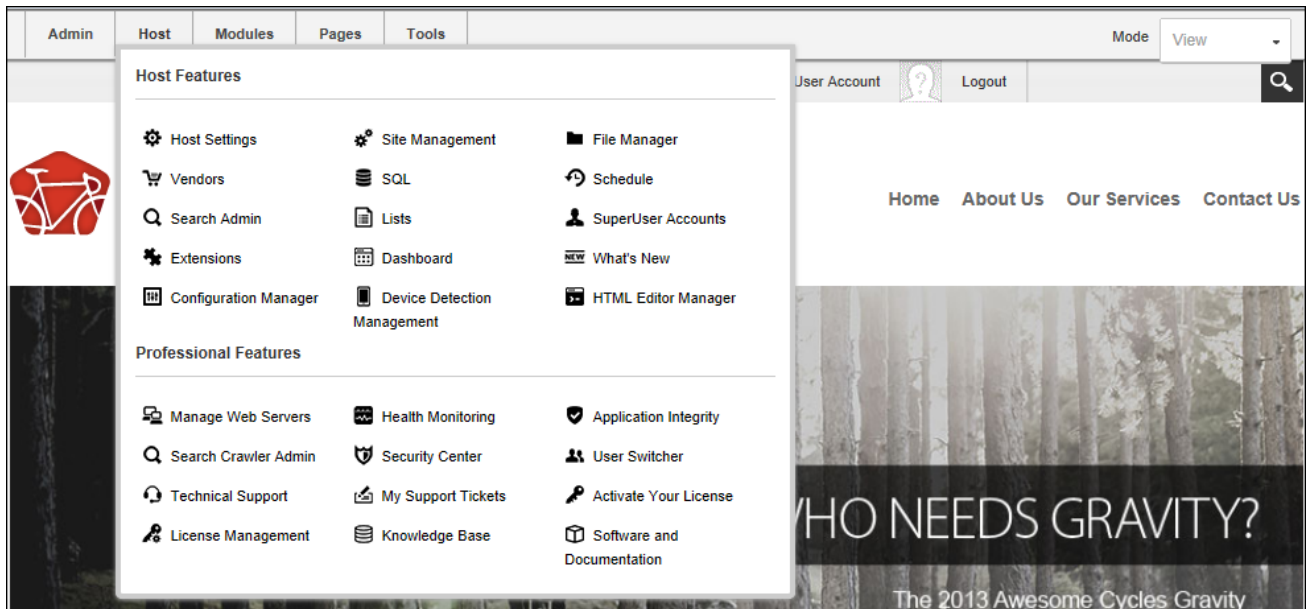 Admin Host Modules Pages Tools Mode View
Host Features
User Account Logout
Host Settings Site Management File Manager
Vendors SQL Schedule
Home About Us Our Services Contact Us
Search Admin Lists SuperUser Accounts
Extensions Dashboard NEW What's New
Configuration Manager Device Detection HTML Editor Manager
Management
Professional Features
Manage Web Servers Health Monitoring Application Integrity
Search Crawler Admin Security Center User Switcher
Technical Support My Support Tickets Activate Your License
License Management Knowledge Base Software and
Documentation
WHO NEEDS GRAVITY?
The 2013 Awesome Cycles Gravity